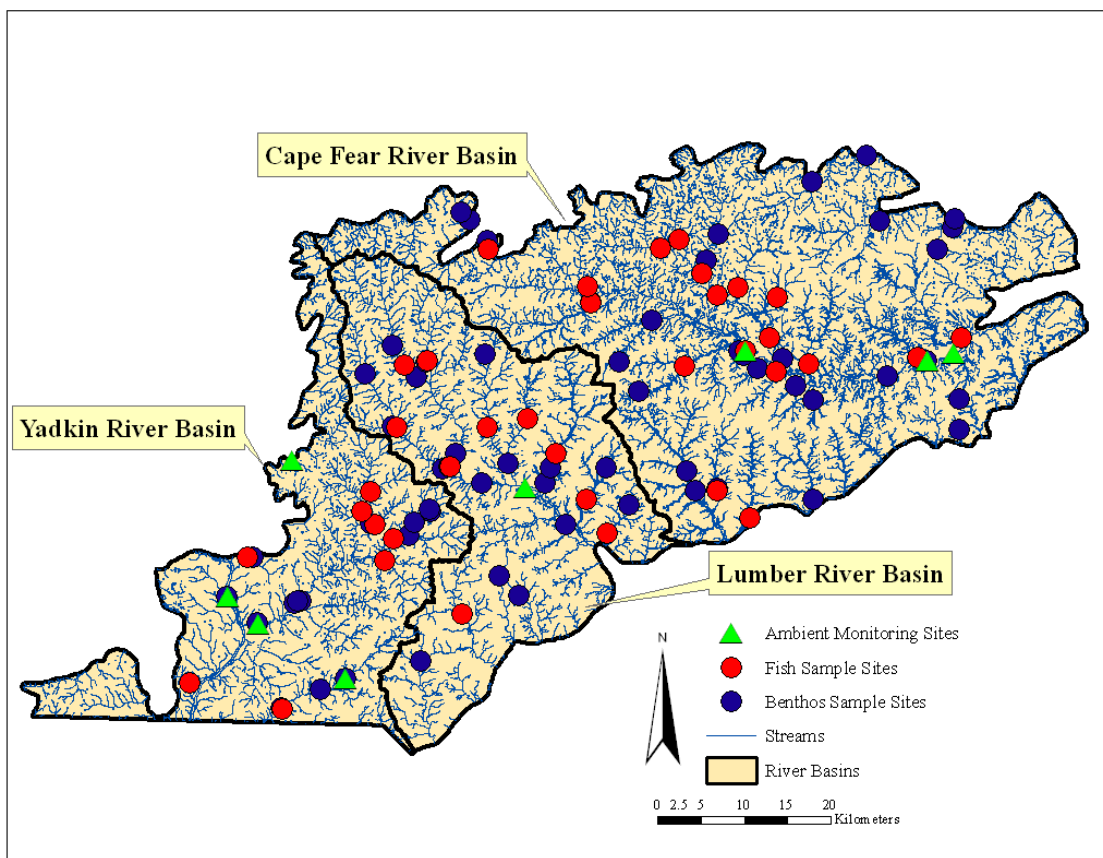 Cape Fear River Basin
Yadkin River Basin
Lumber River Basin
N
Ambient Monitoring Sites
Fish Sample Sites
Benthos Sample Sites
Streams
River Basins
0 2.5 5 10 15 20
Kilometers